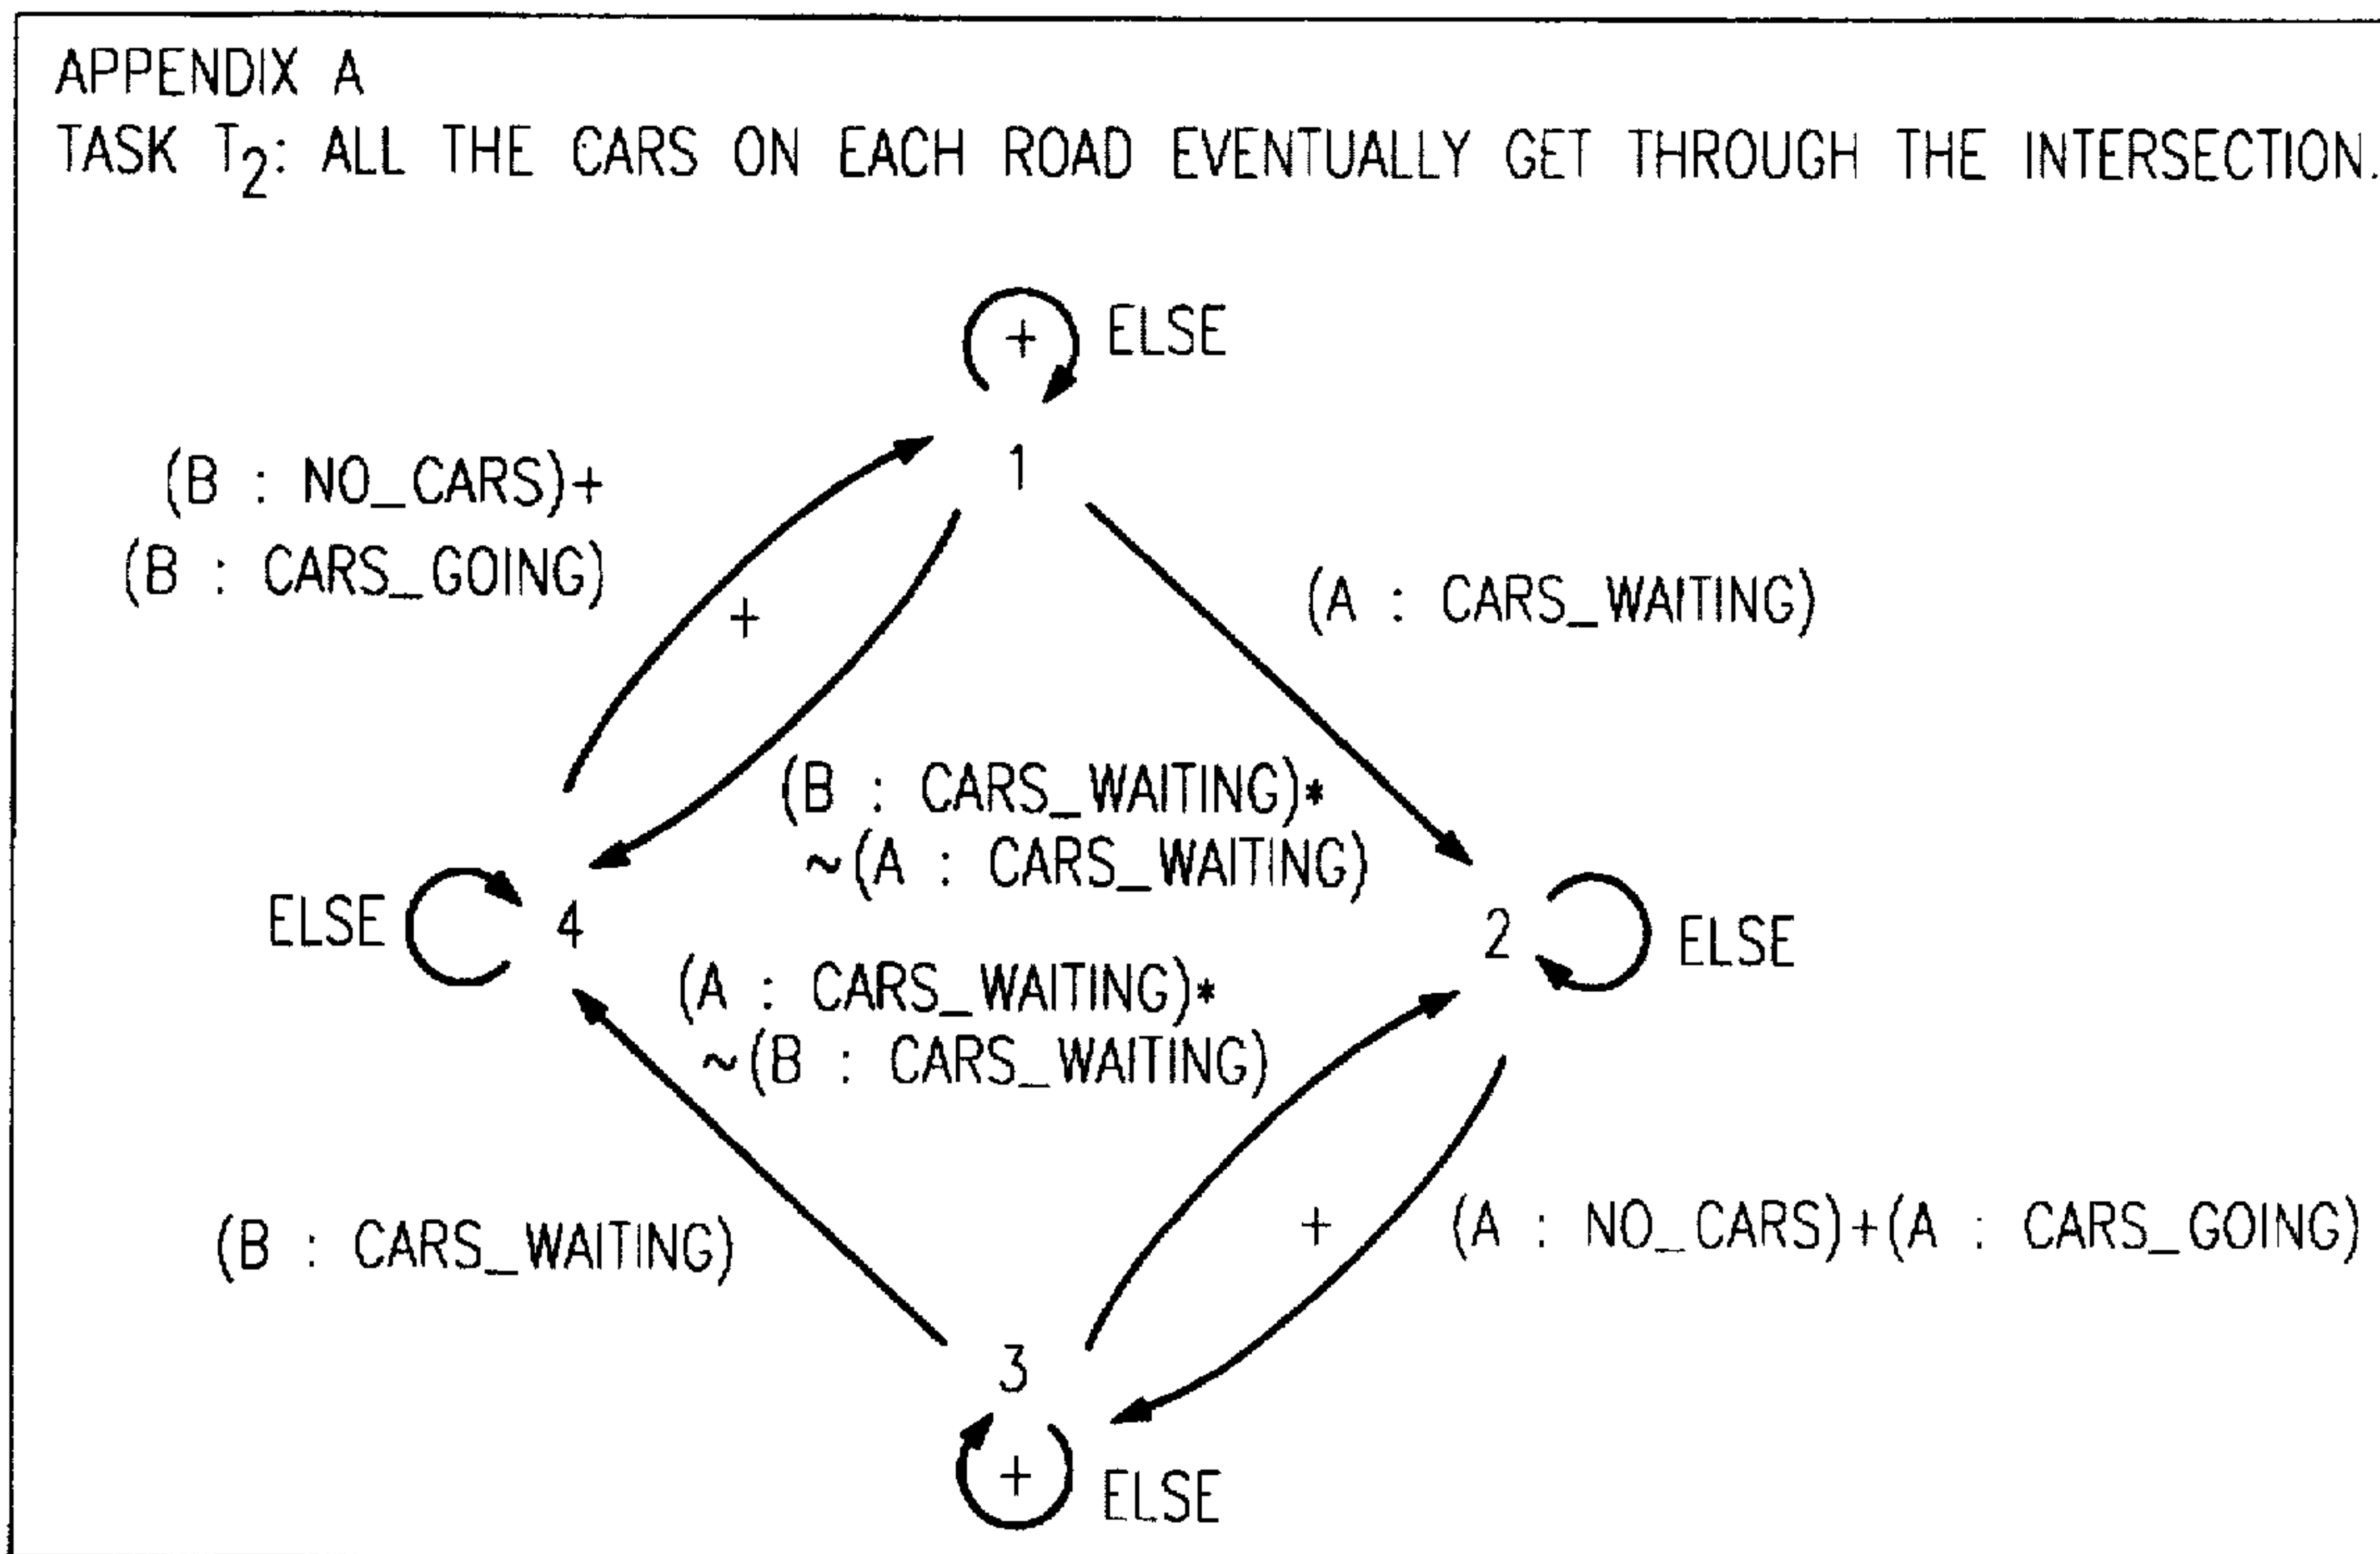 APPENDIX A
TASK T2: ALL THE CARS ON EACH ROAD EVENTUALLY GET THROUGH THE INTERSECTION.
+ ELSE
1
(B : NO_CARS)+
(B : CARS_GOING)
+
(A : CARS_WAITING)
(B : CARS_WAITING)*
~(A : CARS_WAITING)
ELSE 4
2 ELSE
(A : CARS_WAITING)*
~(B : CARS_WAITING)
(B : CARS_WAITING)
+ (A : NO_CARS)+(A : CARS_GOING)
3
+ ELSE